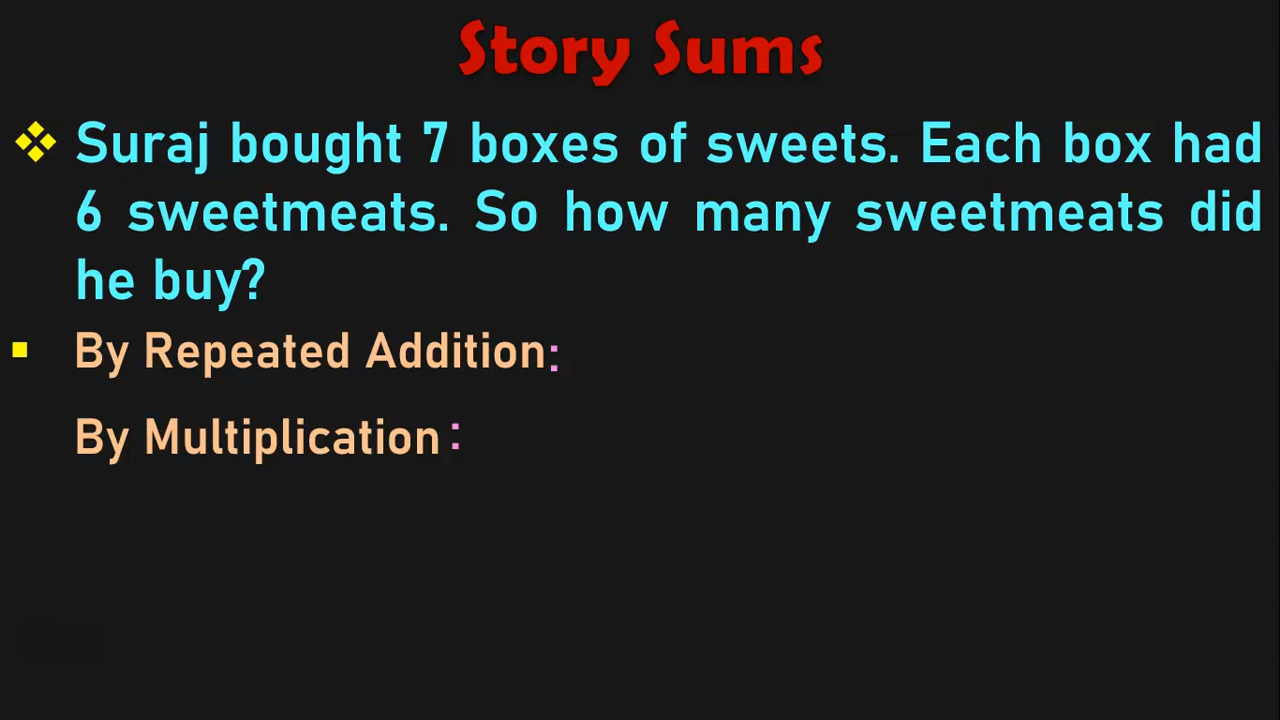 Story Sums
Suraj bought 7 boxes of sweets. Each box had
6 sweetmeats. So how many sweetmeats did
he buy?
By Repeated Addition:
By Multiplication :